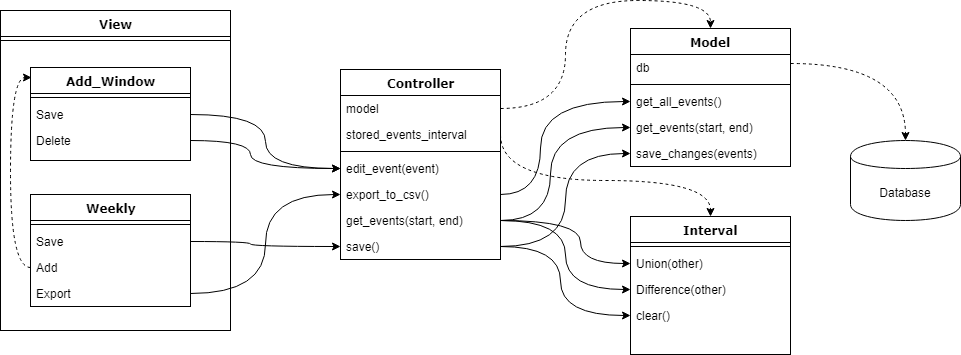 View
Add_Window
Save
Delete
Weekly
Save
Add
Export
Controller
model
stored_events_interval
edit_event(event)
export_to_csv()
get_events(start, end)
save()
Model
db
get_all_events()
get_events(start, end)
save_changes(events)
Database
Interval
Union(other)
Difference(other)
clear()